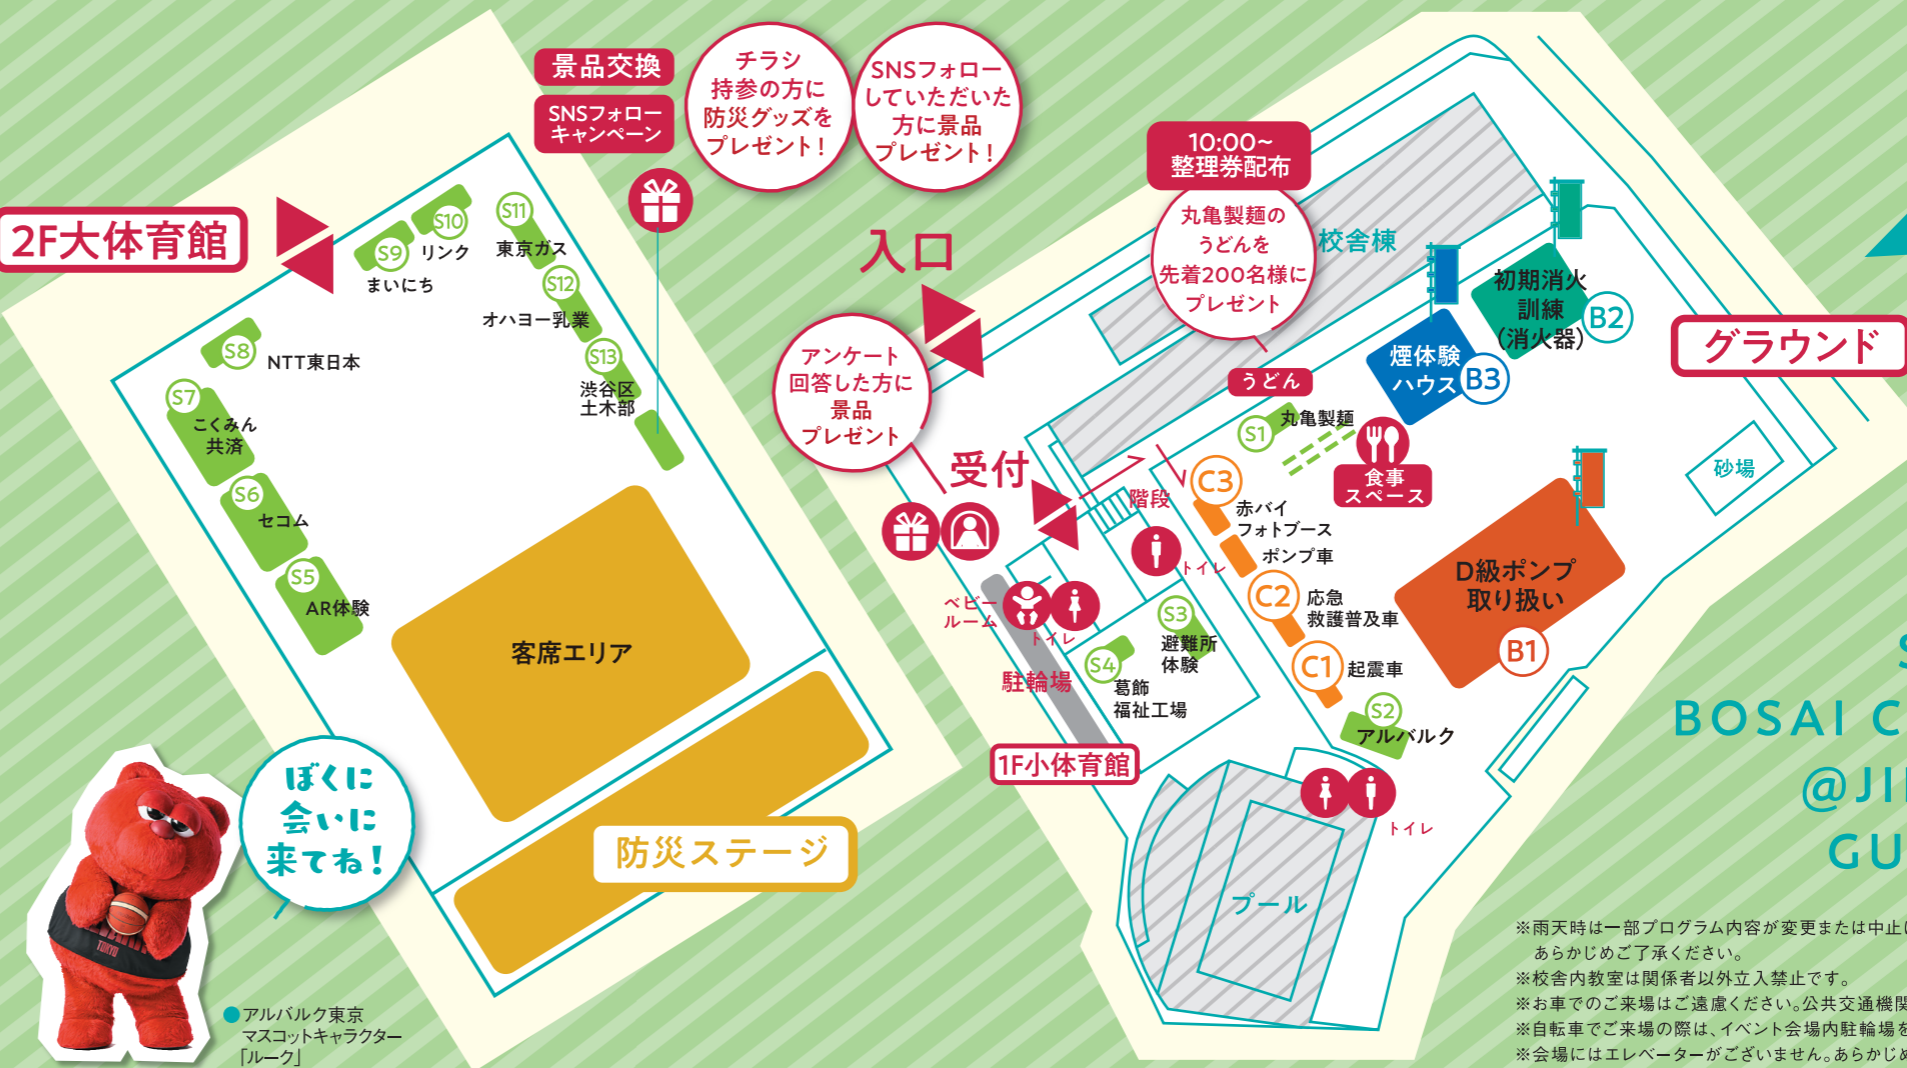 景品交換
SNSフォロー
キャンペーン
チラシ
持参の方に
防災グッズを
プレゼント！
SNSフォロー
していただいた
方に景品
プレゼント！
2F大体育館
S10
リンク
S9
まいにち
S11
東京ガス
S12
オハヨー乳業
S13
渋谷区
土木部
S8
NTT東日本
S7
こくみん
共済
S6
セコム
S5
AR体験
客席エリア
防災ステージ
ぼくに
会いに
来てね！
TOKYO
●アルバルク東京
マスコットキャラクター
「ルーク」
入口
10:00~
整理券配布
丸亀製麺の
うどんを
先着200名様に
プレゼント
校舎棟
アンケート
回答した方に
景品
プレゼント
受付
うどん
S1
丸亀製麺
食事
スペース
初期消火
訓練
（消火器）
B2
煙体験
ハウス
B3
グラウンド
砂場
階段
トイレ
C3
赤バイ
フォトブース
ポンプ車
C2
応急
救護普及車
C1
起震車
S2
アルバルク
D級ポンプ
取り扱い
B1
ベビー
ルーム
トイレ
駐輪場
S3
避難所
体験
S4
葛飾
福祉工場
1F小体育館
トイレ
プール
S
BOSAI C
@JI
GU
※雨天時は一部プログラム内容が変更または中止
あらかじめご了承ください。
※校舎内教室は関係者以外立入禁止です。
※お車でのご来場はご遠慮ください。公共交通機関
※自転車でご来場の際は、イベント会場内駐輪場を
※会場にはエレベーターがございません。あらかじめ